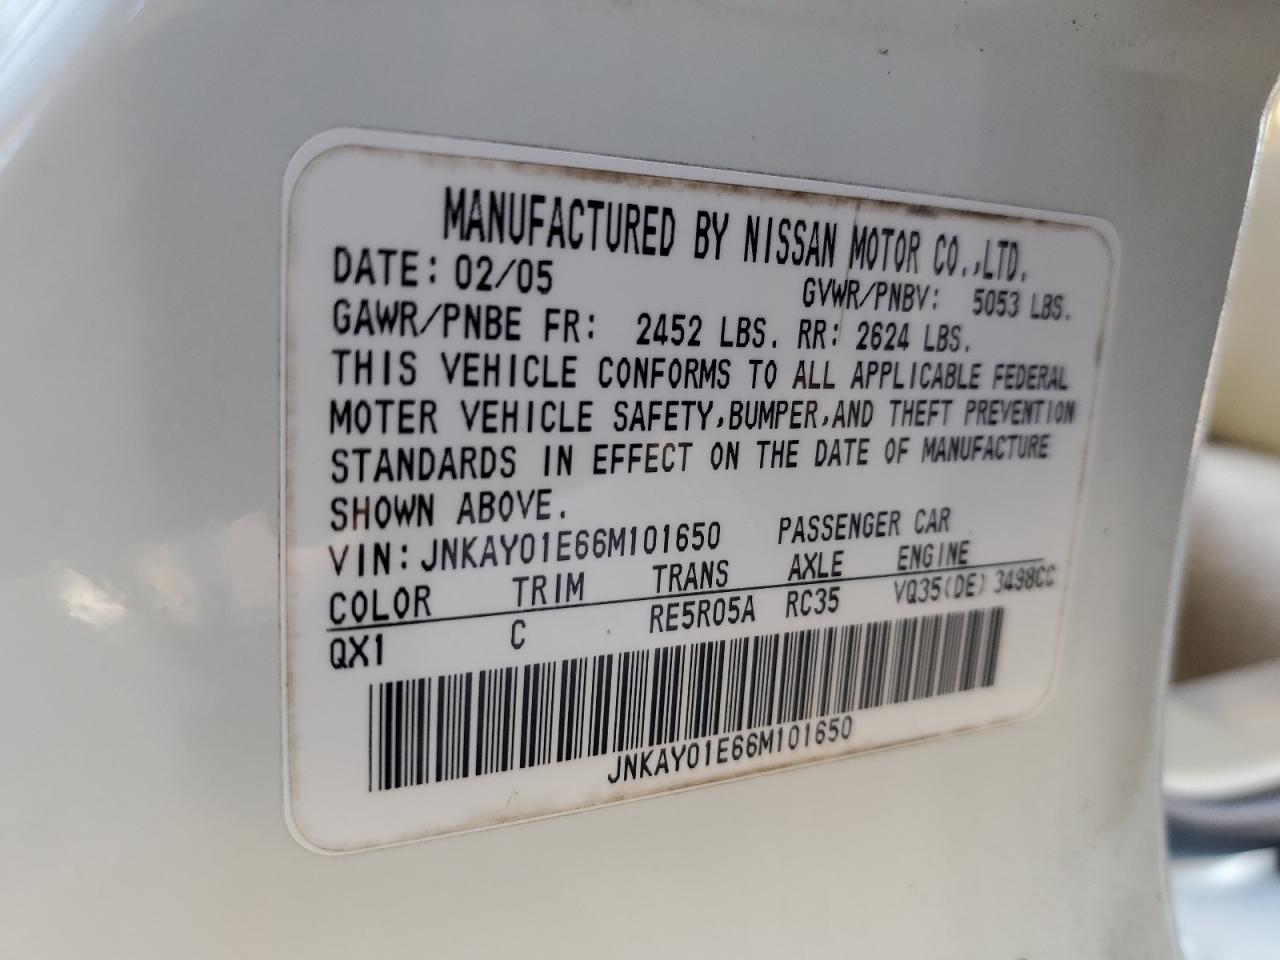 MANUFACTURED BY NISSAN MOTOR CO.,LTD.
DATE: 02/05 GVWR/PNBV: 5053 LBS.
GAWR/PNBE FR: 2452 LBS. RR: 2624 LBS.
THIS VEHICLE CONFORMS TO ALL APPLICABLE FEDERAL
MOTER VEHICLE SAFETY,BUMPER,AND THEFT PREVENTION
STANDARDS IN EFFECT ON THE DATE OF MANUFACTURE
SHOWN ABOVE.
VIN: JNKAY01E66M101650 PASSENGER CAR
COLOR TRIM TRANS AXLE ENGINE
QX1 C RE5R05A RC35 VQ35(DE) 3498CC
JNKAY01E66M101650